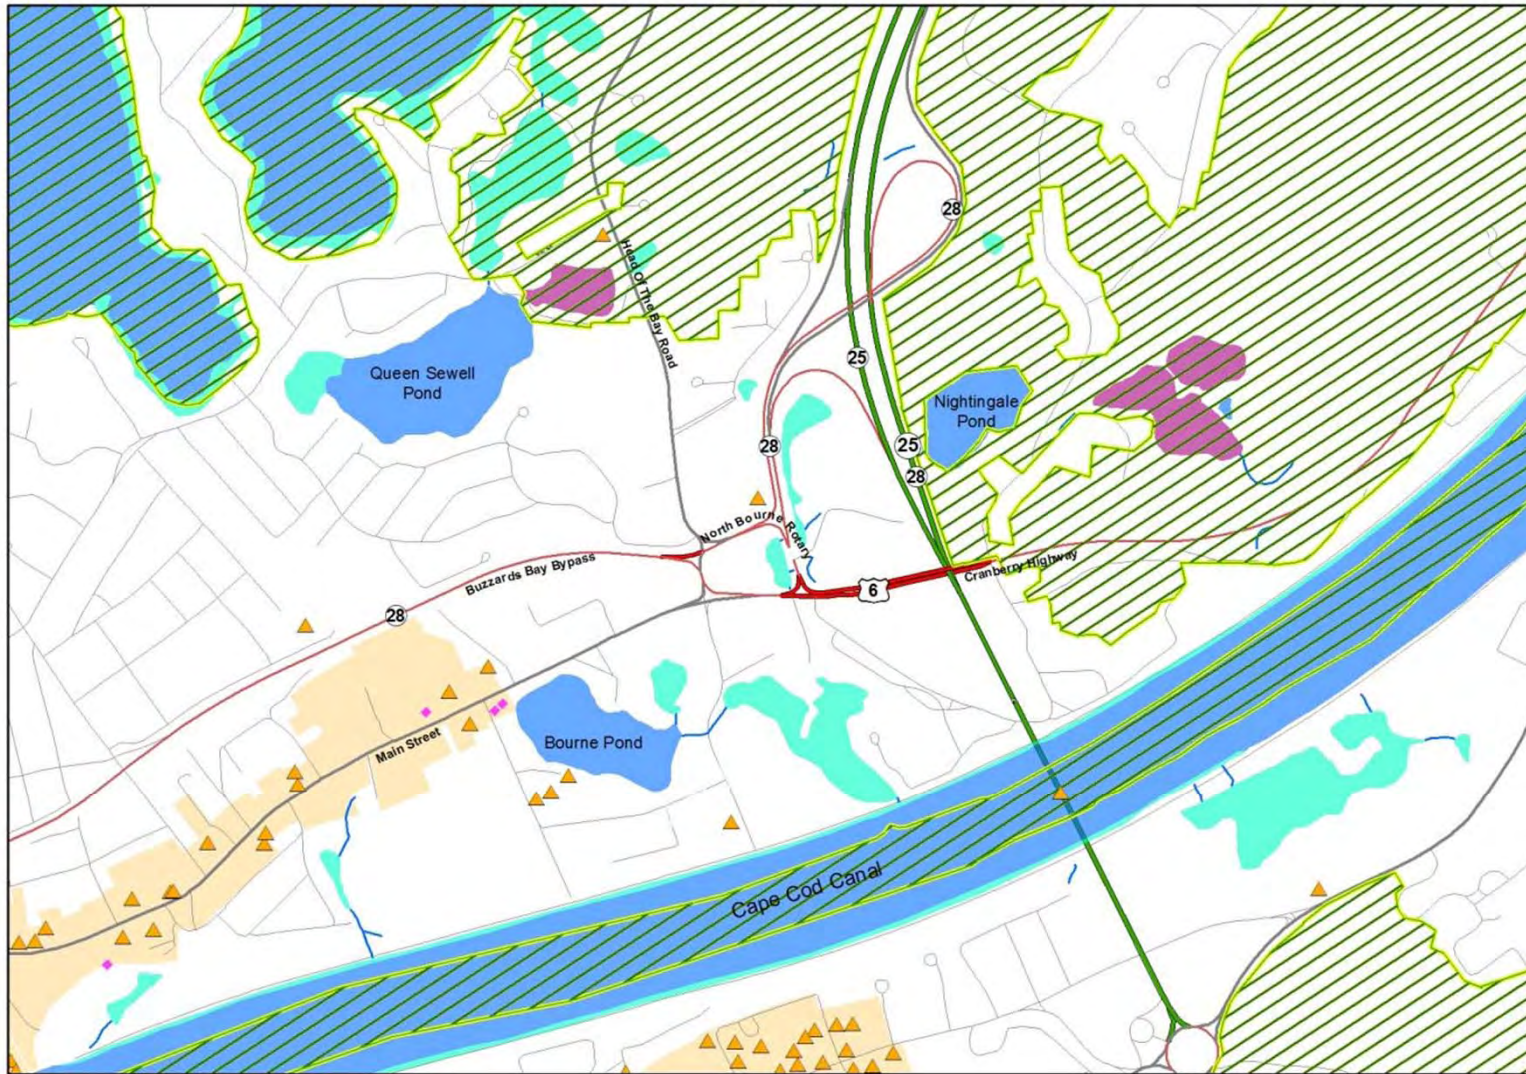 28
Head Of The Bay Road
25
Queen Sewell
Pond
Nightingale
Pond
28
25
28
North Bourne Rotary
Buzzards Bay Bypass
Cranberry Highway
6
28
Main Street
Bourne Pond
Cape Cod Canal